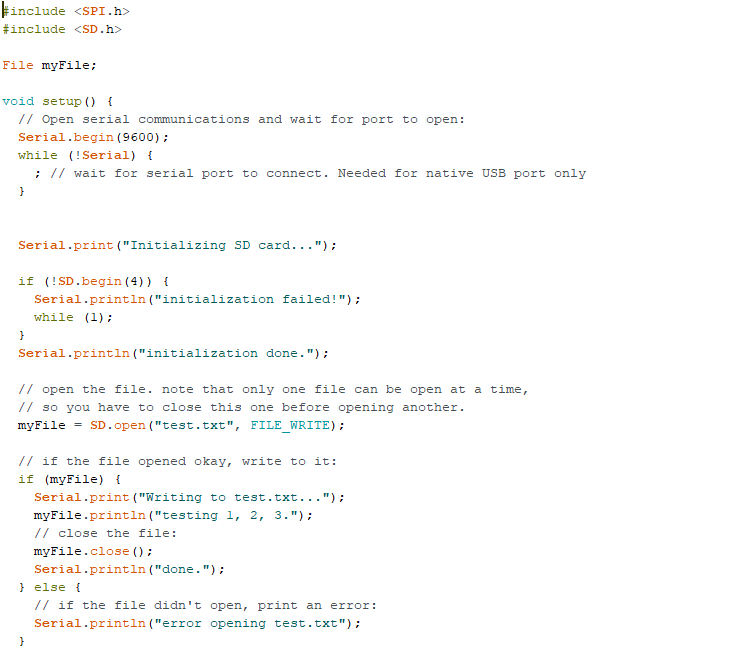 #include <SPI.h>
#include <SD.h>

File myFile;

void setup() {
  // Open serial communications and wait for port to open:
  Serial.begin(9600);
  while (!Serial) {
    ; // wait for serial port to connect. Needed for native USB port only
  }


  Serial.print("Initializing SD card...");

  if (!SD.begin(4)) {
    Serial.println("initialization failed!");
    while (1);
  }
  Serial.println("initialization done.");

  // open the file. note that only one file can be open at a time,
  // so you have to close this one before opening another.
  myFile = SD.open("test.txt", FILE_WRITE);

  // if the file opened okay, write to it:
  if (myFile) {
    Serial.print("Writing to test.txt...");
    myFile.println("testing 1, 2, 3.");
    // close the file:
    myFile.close();
    Serial.println("done.");
  } else {
    // if the file didn't open, print an error:
    Serial.println("error opening test.txt");
  }